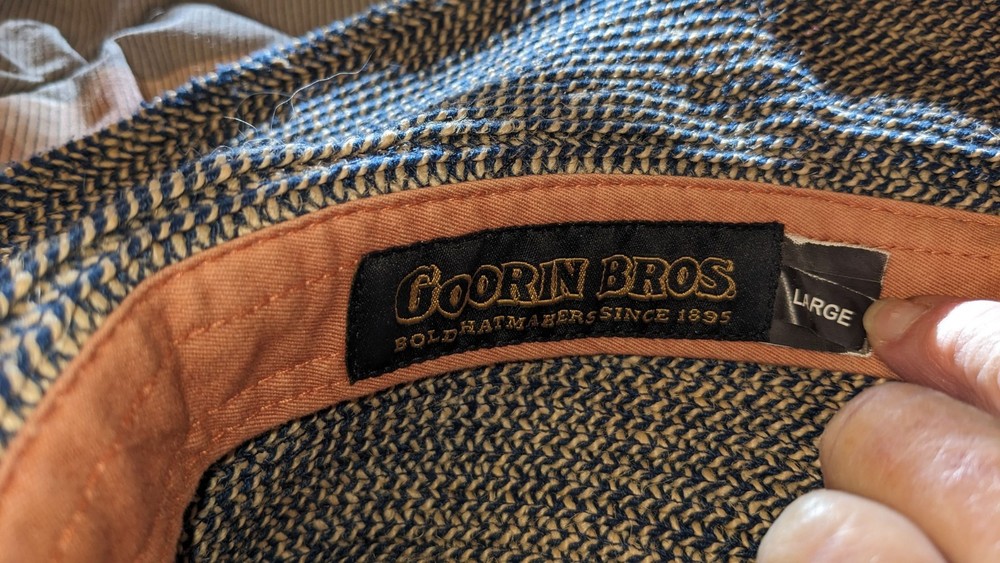 GOORIN BROS
BOLD HATMAKERS SINCE 1895
LARGE